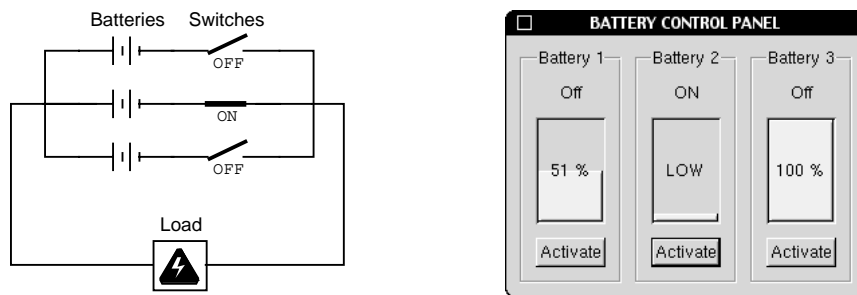 Batteries Switches
OFF
ON
OFF
Load
BATTERY CONTROL PANEL
Battery 1 Battery 2 Battery 3
Off ON Off
51 % LOW 100 %
Activate Activate Activate